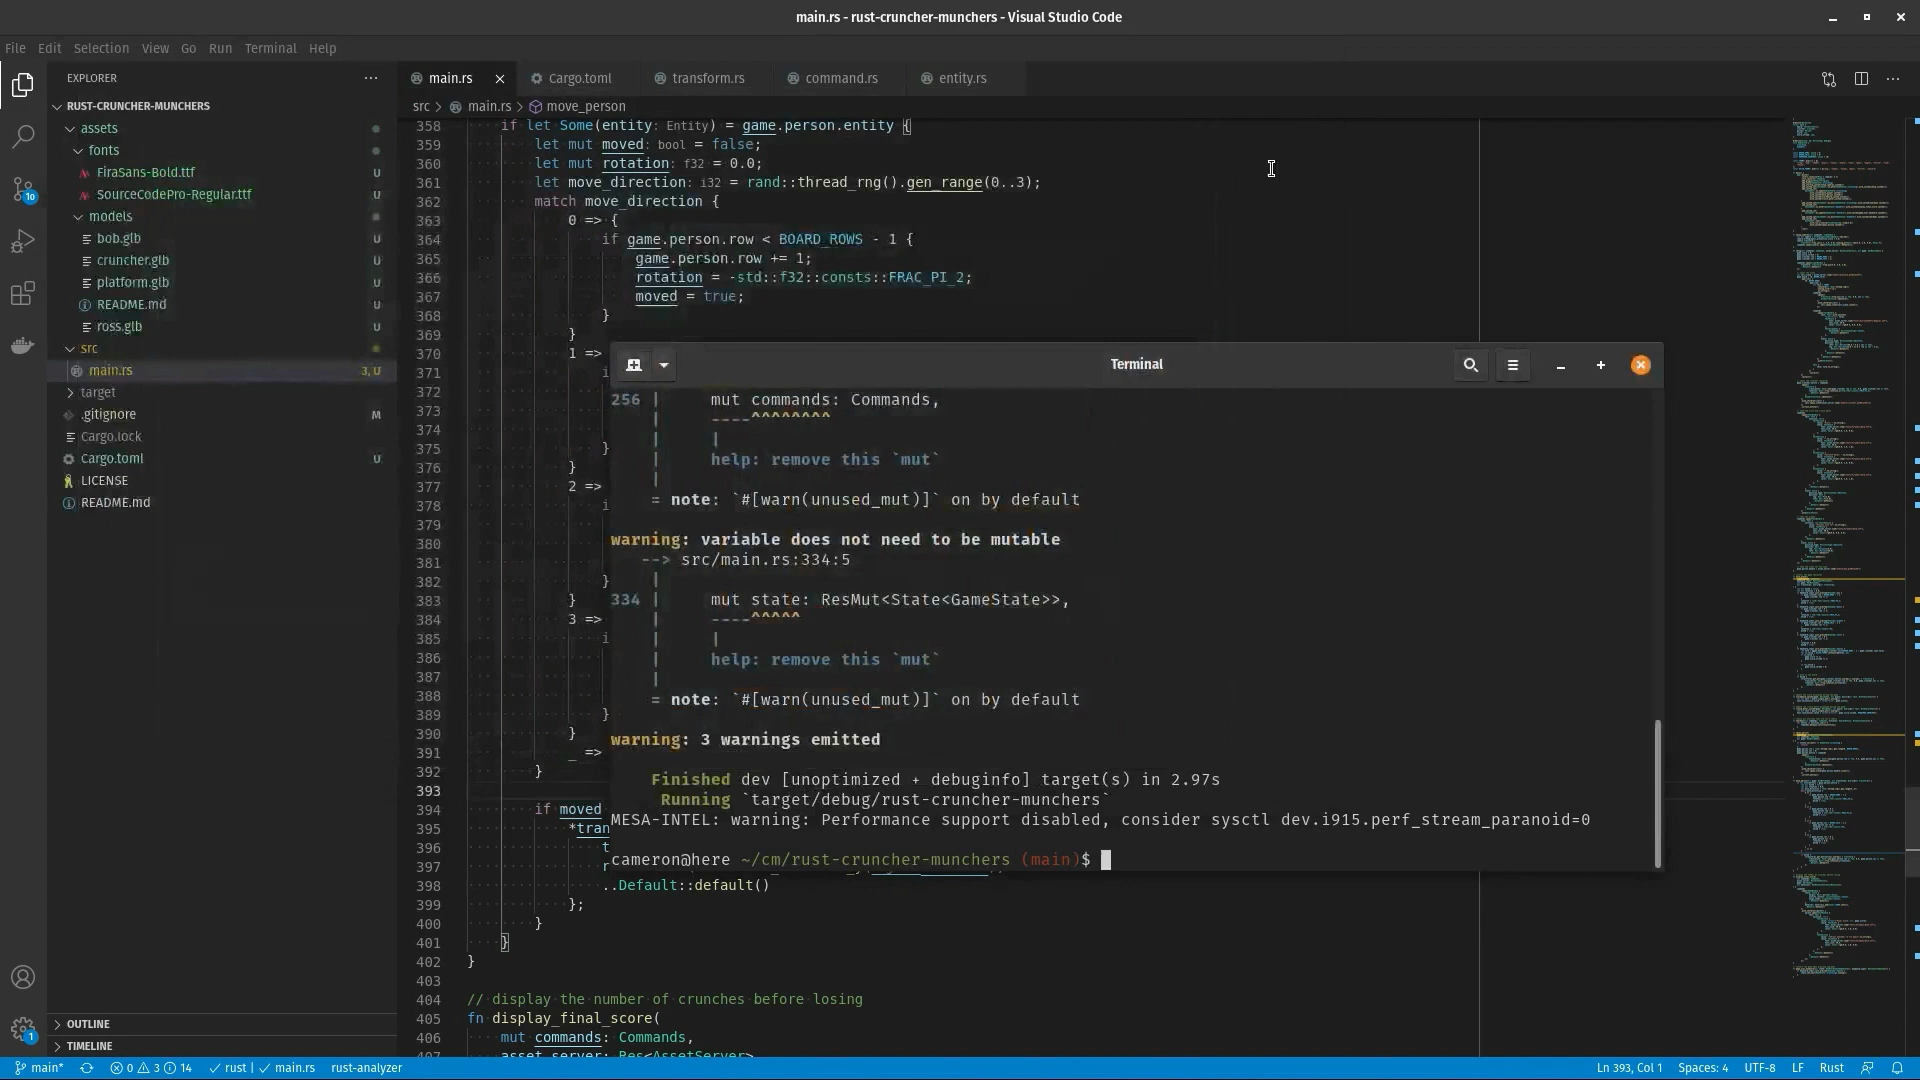 main.rs - rust-cruncher-munchers - Visual Studio Code
File Edit Selection View Go Run Terminal Help
EXPLORER
RUST-CRUNCHER-MUNCHERS
assets
fonts
FiraSans-Bold.ttf U
SourceCodePro-Regular.ttf U
models
bob.glb U
cruncher.glb U
platform.glb U
README.md U
ross.glb U
src
main.rs 3, U
target
.gitignore M
Cargo.lock
Cargo.toml U
LICENSE
README.md
OUTLINE
TIMELINE
10
1
main.rs Cargo.toml transform.rs command.rs entity.rs
src > main.rs > move_person
358 if let Some(entity: Entity) = game.person.entity {
359 let mut moved: bool = false;
360 let mut rotation: f32 = 0.0;
361 let move_direction: i32 = rand::thread_rng().gen_range(0..3);
362 match move_direction {
363 0 => {
364 if game.person.row < BOARD_ROWS - 1 {
365 game.person.row += 1;
366 rotation = -std::f32::consts::FRAC_PI_2;
367 moved = true;
368 }
369 }
370 1 =>
371 i
372
373
374
375 }
376 }
377 2 =>
378 i
379
380
381
382 }
383 }
384 3 =>
385 i
386
387
388
389 }
390 }
391 _ =>
392 }
393
394 if moved
395 *tran
396 t
397 r
398 ..Default::default()
399 };
400 }
401 }
402 }
403
404 // display the number of crunches before losing
405 fn display_final_score(
406 mut commands: Commands,
407 asset_server: Res<AssetServer>
Terminal
256 | mut commands: Commands,
| ----^^^^^^^^
| |
| help: remove this `mut`
|
= note: `#[warn(unused_mut)]` on by default
warning: variable does not need to be mutable
--> src/main.rs:334:5
|
334 | mut state: ResMut<State<GameState>>,
| ----^^^^^
| |
| help: remove this `mut`
|
= note: `#[warn(unused_mut)]` on by default
warning: 3 warnings emitted
Finished dev [unoptimized + debuginfo] target(s) in 2.97s
Running `target/debug/rust-cruncher-munchers`
MESA-INTEL: warning: Performance support disabled, consider sysctl dev.i915.perf_stream_paranoid=0
cameron@here ~/cm/rust-cruncher-munchers (main)$
main* 0 3 14 rust | main.rs rust-analyzer
Ln 393, Col 1 Spaces: 4 UTF-8 LF Rust